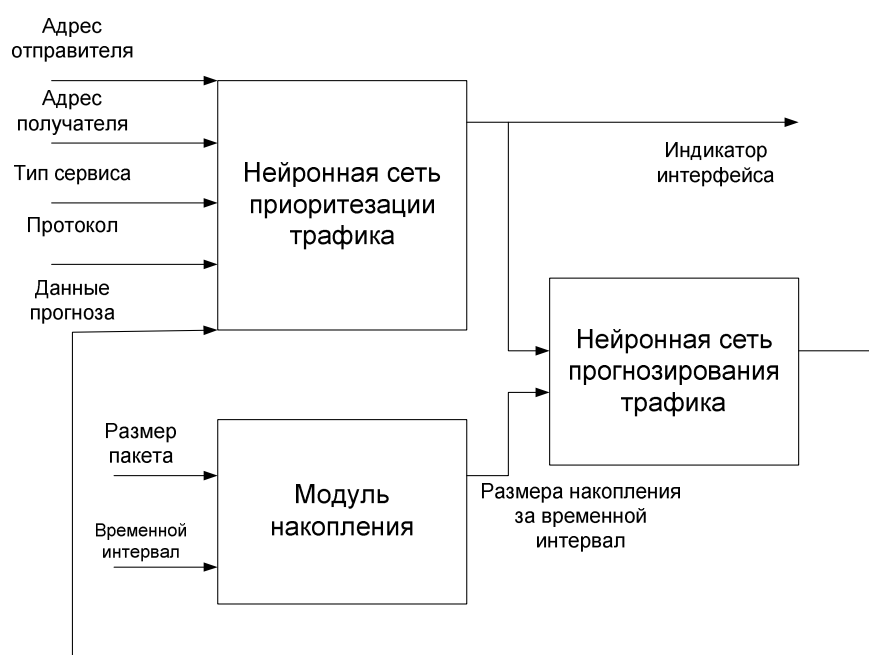 Адрес
отправителя
Адрес
получателя
Тип сервиса
Протокол
Данные
прогноза
Нейронная сеть
приоритезации
трафика
Индикатор
интерфейса
Нейронная сеть
прогнозирования
трафика
Размер
пакета
Временной
интервал
Модуль
накопления
Размера накопления
за временной
интервал